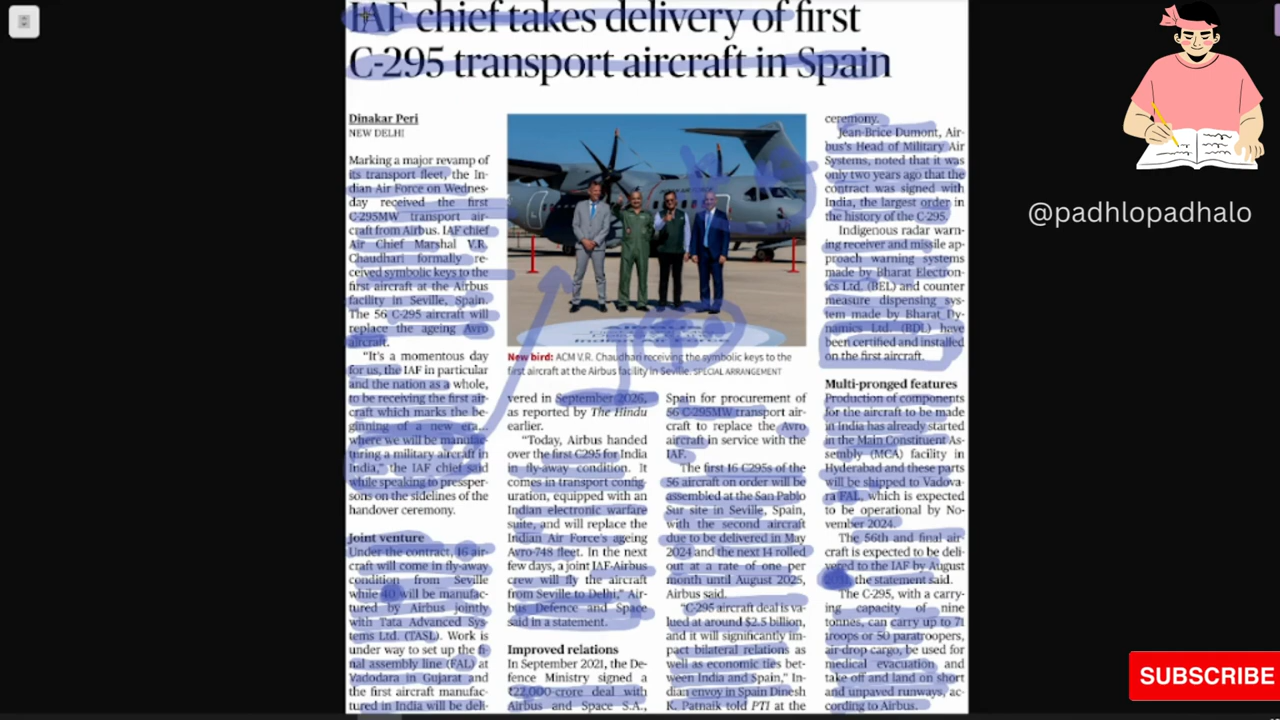 IAF chief takes delivery of first
C-295 transport aircraft in Spain
Dinakar Peri
NEW DELHI
Marking a major revamp of
its transport fleet, the In-
dian Air Force on Wednes-
day received the first
C-295MW transport air-
craft from Airbus. IAF chief
Air Chief Marshal V.R.
Chaudhari formally re-
ceived symbolic keys to the
first aircraft at the Airbus
facility in Seville, Spain.
The 56 C-295 aircraft will
replace the ageing Avro
aircraft.
“It’s a momentous day
for us, the IAF in particular
and the nation as a whole,
to be receiving the first air-
craft which marks the be-
ginning of a new era...
where we will be manufac-
turing a military aircraft in
India,” the IAF chief said
while speaking to pressper-
sons on the sidelines of the
handover ceremony.
Joint venture
Under the contract, 16 air-
craft will come in fly-away
condition from Seville
while 40 will be manufac-
tured by Airbus jointly
with Tata Advanced Sys-
tems Ltd. (TASL). Work is
under way to set up the fi-
nal assembly line (FAL) at
Vadodara in Gujarat and
the first aircraft manufac-
tured in India will be deli-
New bird: ACM V.R. Chaudhari receiving the symbolic keys to the
first aircraft at the Airbus facility in Seville. SPECIAL ARRANGEMENT
vered in September 2026,
as reported by The Hindu
earlier.
“Today, Airbus handed
over the first C295 for India
in fly-away condition. It
comes in transport config-
uration, equipped with an
Indian electronic warfare
suite, and will replace the
Indian Air Force’s ageing
Avro-748 fleet. In the next
few days, a joint IAF-Airbus
crew will fly the aircraft
from Seville to Delhi,” Air-
bus Defence and Space
said in a statement.
Improved relations
In September 2021, the De-
fence Ministry signed a
₹22,000-crore deal with
Airbus and Space S.A.,
Spain for procurement of
56 C-295MW transport air-
craft to replace the Avro
aircraft in service with the
IAF.
The first 16 C295s of the
56 aircraft on order will be
assembled at the San Pablo
Sur site in Seville, Spain,
with the second aircraft
due to be delivered in May
2024 and the next 14 rolled
out at a rate of one per
month until August 2025,
Airbus said.
“C-295 aircraft deal is va-
lued at around $2.5 billion,
and it will significantly im-
pact bilateral relations as
well as economic ties bet-
ween India and Spain,” In-
dian envoy in Spain Dinesh
K. Patnaik told PTI at the
ceremony.
Jean-Brice Dumont, Air-
bus’s Head of Military Air
Systems, noted that it was
only two years ago that the
contract was signed with
India, the largest order in
the history of the C-295.
Indigenous radar warn-
ing receiver and missile ap-
proach warning systems
made by Bharat Electron-
ics Ltd. (BEL) and counter
measure dispensing sys-
tem made by Bharat Dy-
namics Ltd. (BDL) have
been certified and installed
on the first aircraft.
Multi-pronged features
Production of components
for the aircraft to be made
in India has already started
in the Main Constituent As-
sembly (MCA) facility in
Hyderabad and these parts
will be shipped to Vadova-
ra FAL, which is expected
to be operational by No-
vember 2024.
The 56th and final air-
craft is expected to be deli-
vered to the IAF by August
the statement said.
The C-295, with a carry-
ing capacity of nine
tonnes, can carry up to 71
troops or 50 paratroopers,
air-drop cargo, be used for
medical evacuation, and
take off and land on short
and unpaved runways, ac-
cording to Airbus.
@padhlopadhalo
SUBSCRIBE